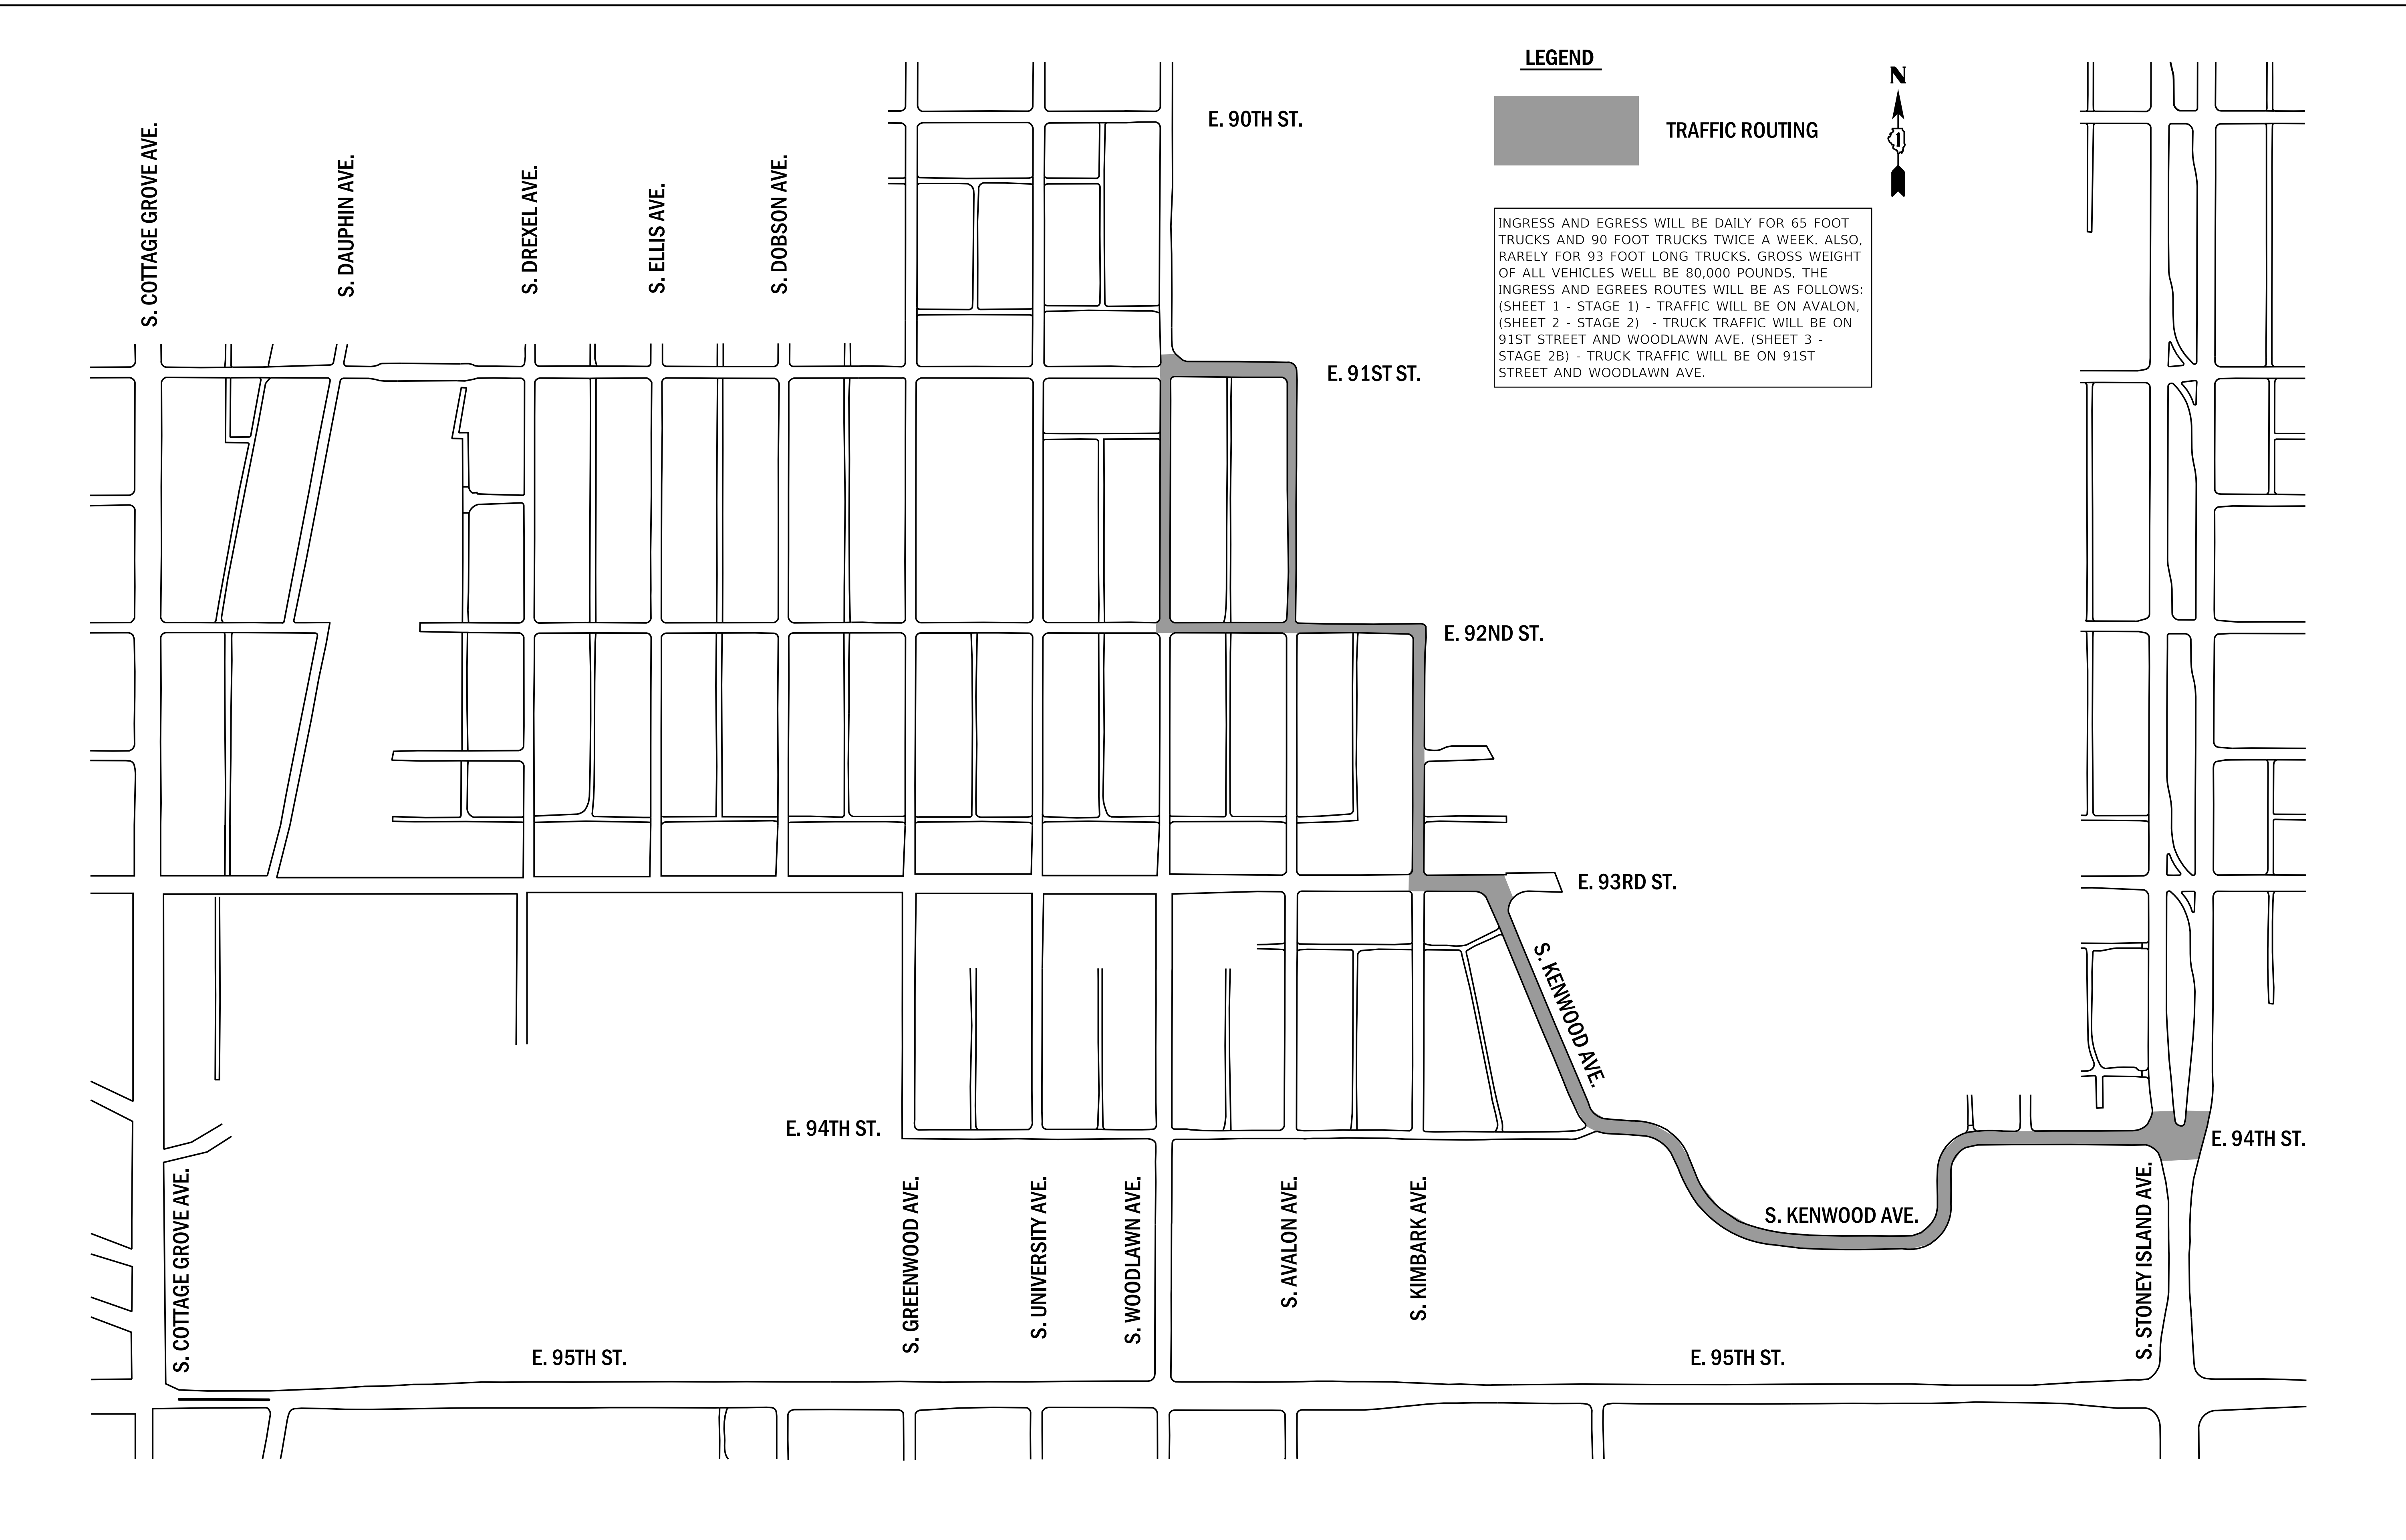 LEGEND
N
TRAFFIC ROUTING
1
E. 90TH ST.
S. COTTAGE GROVE AVE.
S. DAUPHIN AVE.
S. DREXEL AVE.
S. ELLIS AVE.
S. DOBSON AVE.
INGRESS AND EGRESS WILL BE DAILY FOR 65 FOOT
TRUCKS AND 90 FOOT TRUCKS TWICE A WEEK. ALSO,
RARELY FOR 93 FOOT LONG TRUCKS. GROSS WEIGHT
OF ALL VEHICLES WELL BE 80,000 POUNDS. THE
INGRESS AND EGREES ROUTES WILL BE AS FOLLOWS:
(SHEET 1 - STAGE 1) - TRAFFIC WILL BE ON AVALON,
(SHEET 2 - STAGE 2) - TRUCK TRAFFIC WILL BE ON
91ST STREET AND WOODLAWN AVE. (SHEET 3 -
STAGE 2B) - TRUCK TRAFFIC WILL BE ON 91ST
STREET AND WOODLAWN AVE.
E. 91ST ST.
E. 92ND ST.
E. 93RD ST.
S. KENWOOD AVE.
E. 94TH ST.
E. 94TH ST.
S. COTTAGE GROVE AVE.
S. GREENWOOD AVE.
S. UNIVERSITY AVE.
S. WOODLAWN AVE.
S. AVALON AVE.
S. KIMBARK AVE.
S. KENWOOD AVE.
S. STONEY ISLAND AVE.
E. 95TH ST.
E. 95TH ST.